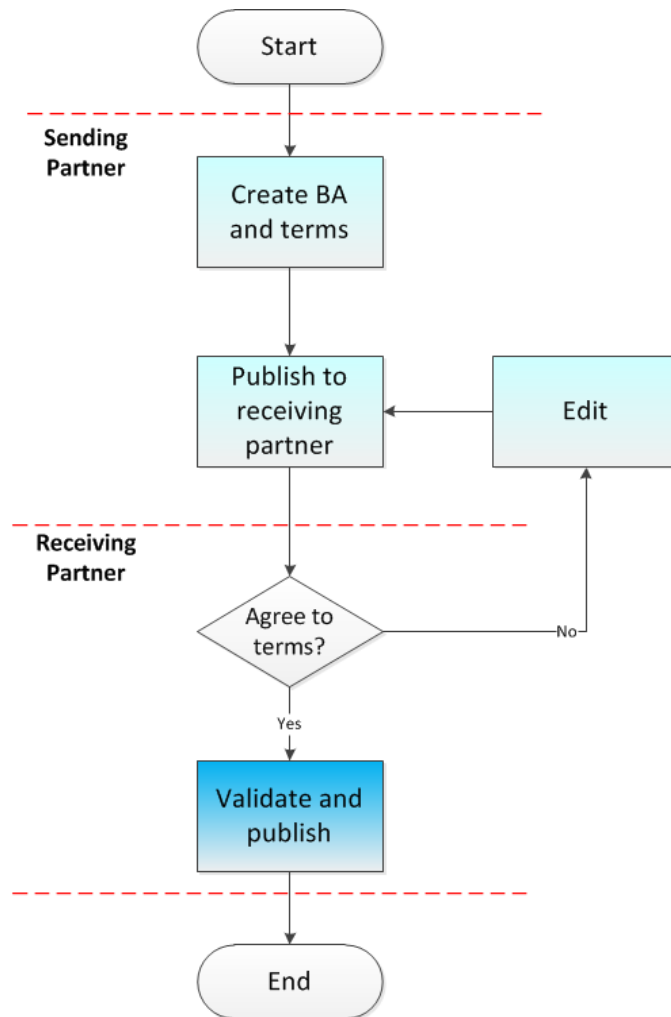 Start
Sending
Partner
Create BA
and terms
Publish to
receiving
partner
Edit
Receiving
Partner
Agree to
terms?
No
Yes
Validate and
publish
End